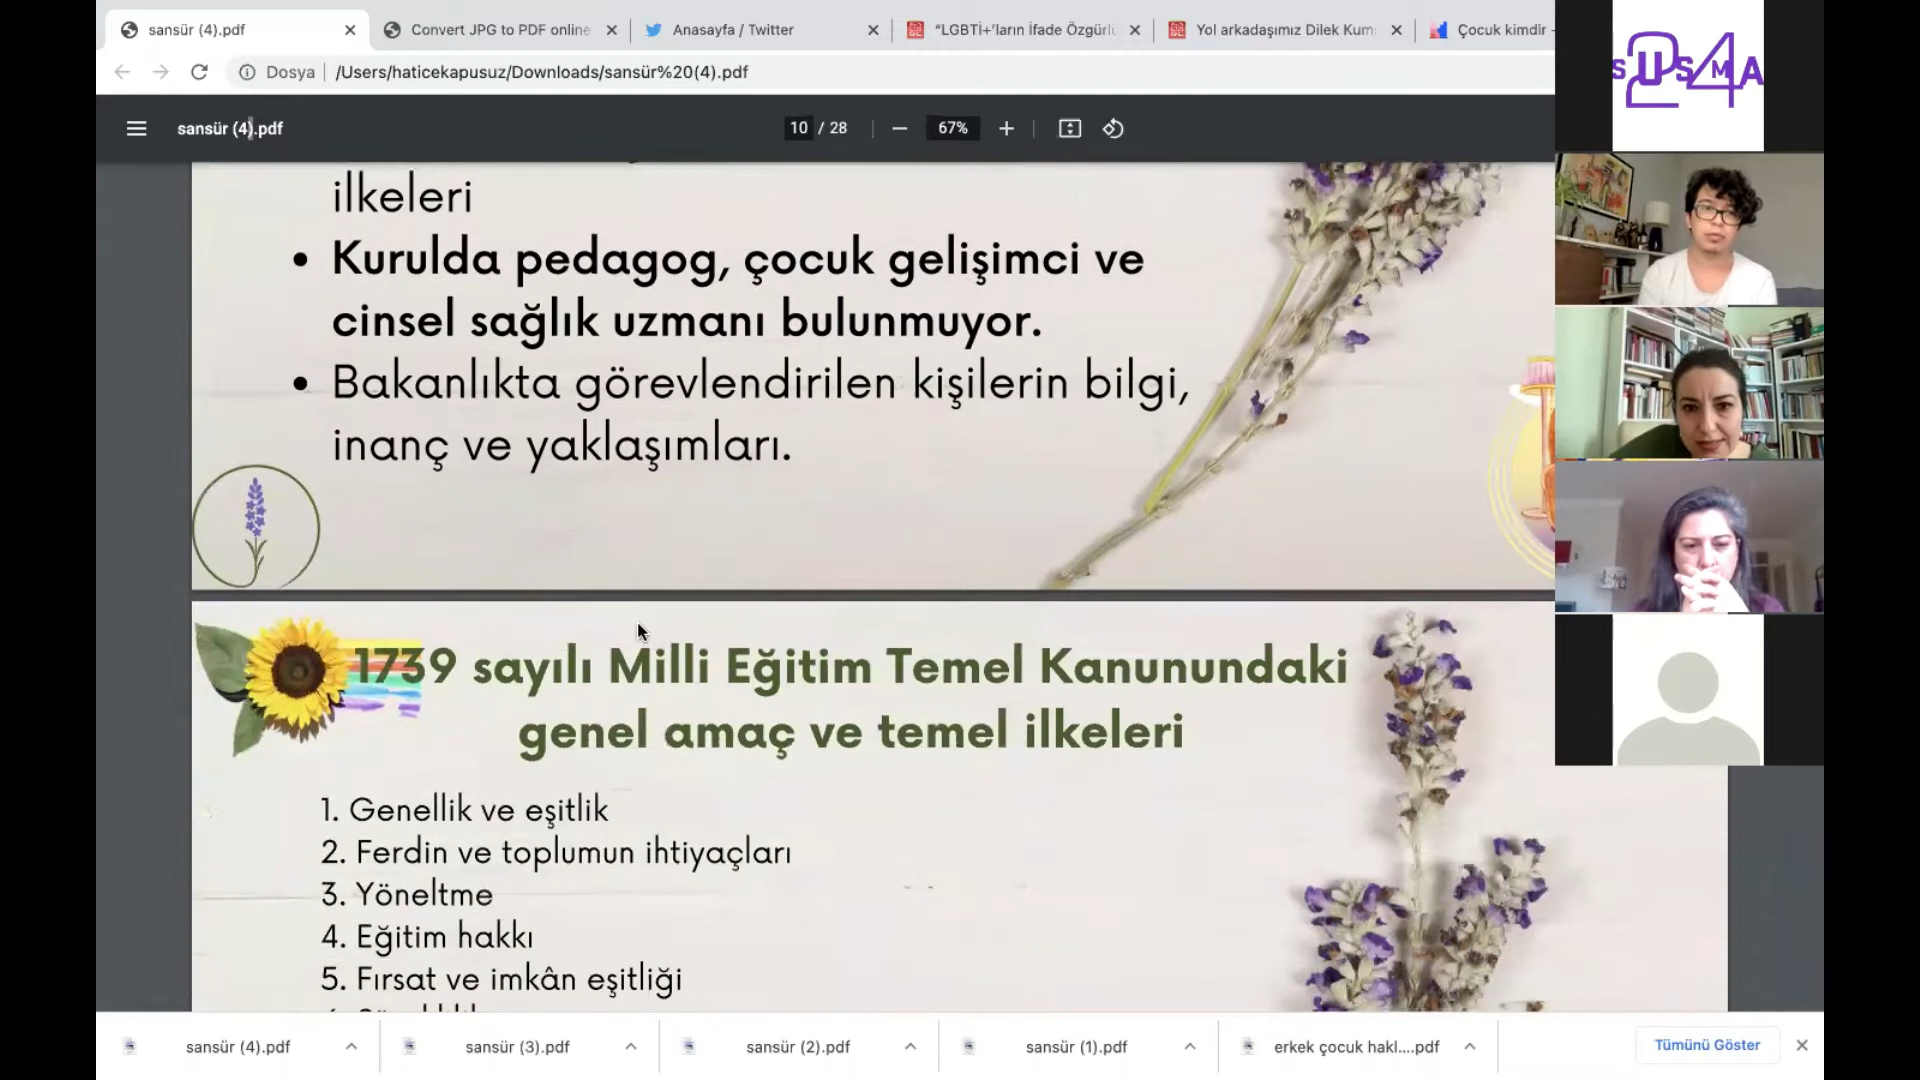 sansür (4).pdf
Convert JPG to PDF online
Anasayfa / Twitter
“LGBTİ+’ların İfade Özgürlü
Yol arkadaşımız Dilek Kum
Çocuk kimdir -
Dosya
/Users/haticekapusuz/Downloads/sansür%20(4).pdf
sansür (4).pdf
10 / 28
67%
SUSMA
24
ilkeleri
• Kurulda pedagog, çocuk gelişimci ve
cinsel sağlık uzmanı bulunmuyor.
• Bakanlıkta görevlendirilen kişilerin bilgi,
inanç ve yaklaşımları.
1739 sayılı Milli Eğitim Temel Kanunundaki
genel amaç ve temel ilkeleri
1. Genellik ve eşitlik
2. Ferdin ve toplumun ihtiyaçları
3. Yöneltme
4. Eğitim hakkı
5. Fırsat ve imkân eşitliği
sansür (4).pdf
sansür (3).pdf
sansür (2).pdf
sansür (1).pdf
erkek çocuk hakl....pdf
Tümünü Göster